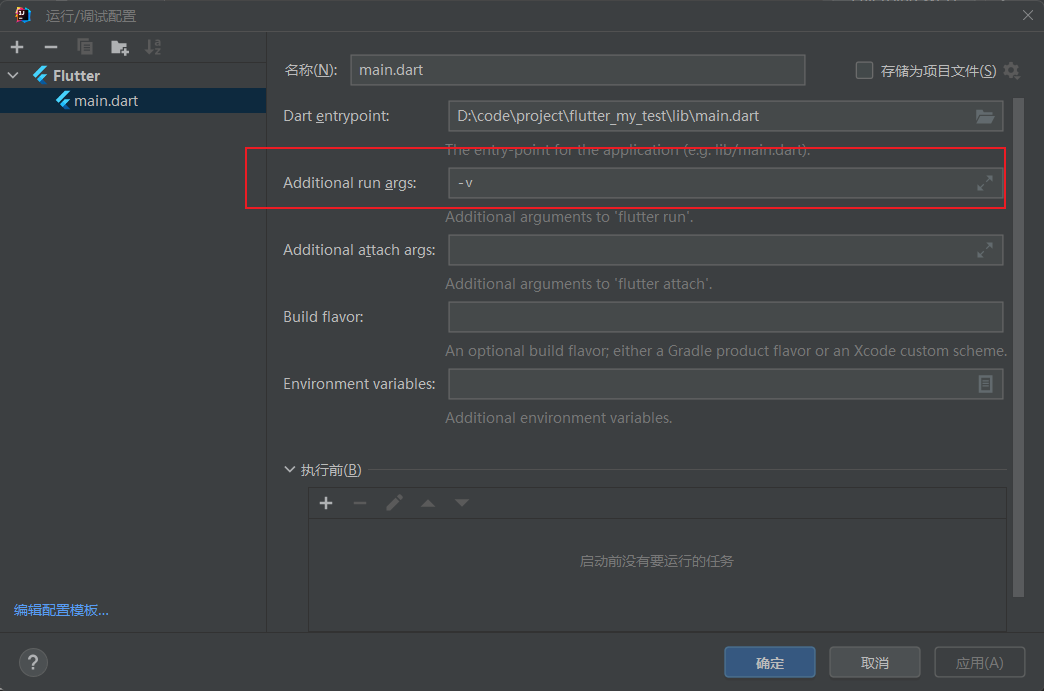 运行/调试配置
Flutter
main.dart
名称(N): main.dart 存储为项目文件(S)
Dart entrypoint: D:\code\project\flutter_my_test\lib\main.dart
The entry-point for the application (e.g. lib/main.dart).
Additional run args: -v
Additional arguments to 'flutter run'.
Additional attach args:
Additional arguments to 'flutter attach'.
Build flavor:
An optional build flavor; either a Gradle product flavor or an Xcode custom scheme.
Environment variables:
Additional environment variables.
执行前(B)
启动前没有要运行的任务
编辑配置模板...
? 确定 取消 应用(A)